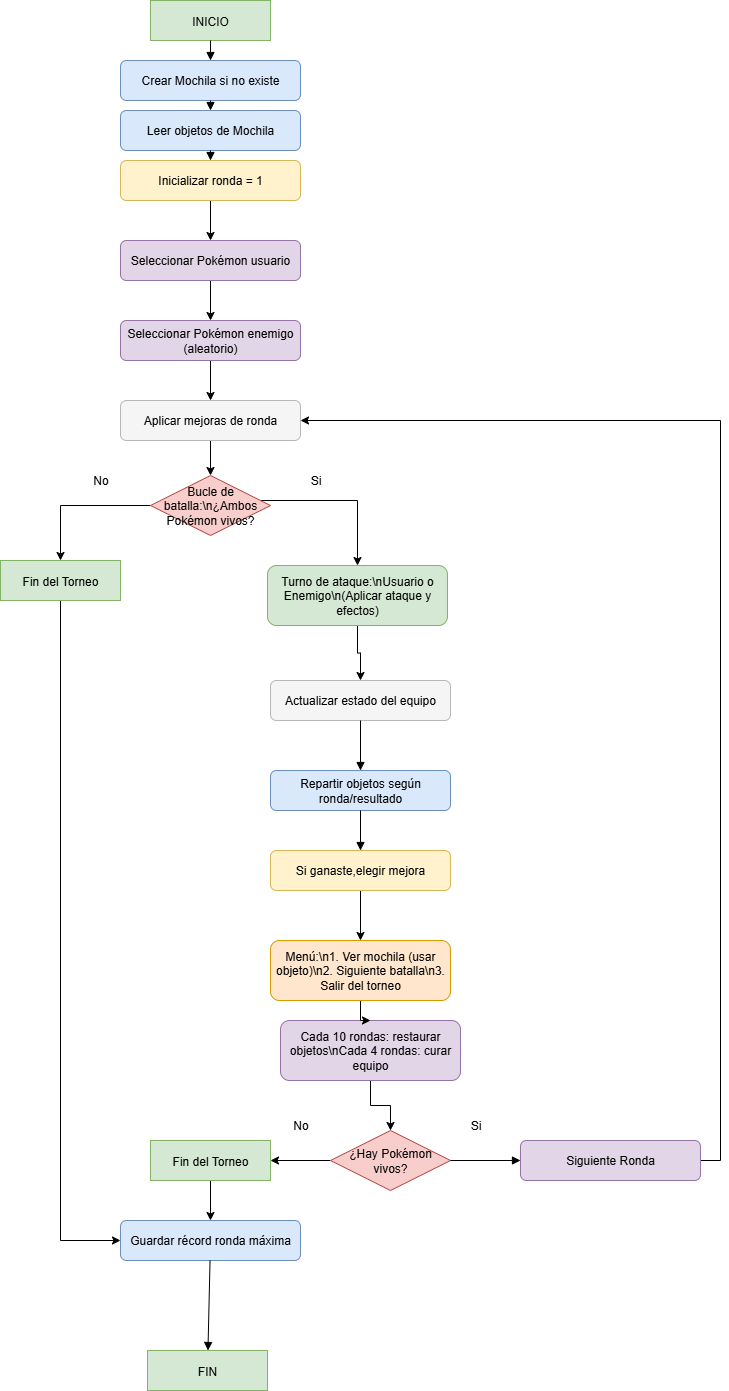 INICIO
Crear Mochila si no existe
Leer objetos de Mochila
Inicializar ronda = 1
Seleccionar Pokémon usuario
Seleccionar Pokémon enemigo
(aleatorio)
Aplicar mejoras de ronda
No
Si
Bucle de
batalla:\n¿Ambos
Pokémon vivos?
Fin del Torneo
Turno de ataque:\nUsuario o
Enemigo\n(Aplicar ataque y
efectos)
Actualizar estado del equipo
Repartir objetos según
ronda/resultado
Si ganaste,elegir mejora
Menú:\n1. Ver mochila (usar
objeto)\n2. Siguiente batalla\n3.
Salir del torneo
Cada 10 rondas: restaurar
objetos\nCada 4 rondas: curar
equipo
No
Si
Fin del Torneo
¿Hay Pokémon
vivos?
Siguiente Ronda
Guardar récord ronda máxima
FIN